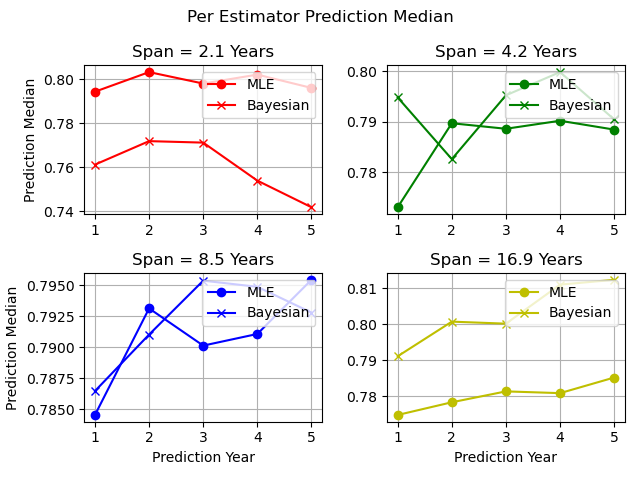 Per Estimator Prediction Median
Span = 2.1 Years
Prediction Median
0.80
0.78
0.76
0.74
MLE
Bayesian
1 2 3 4 5
Span = 4.2 Years
0.80
0.79
0.78
MLE
Bayesian
1 2 3 4 5
Span = 8.5 Years
Prediction Median
0.7950
0.7925
0.7900
0.7875
0.7850
MLE
Bayesian
1 2 3 4 5
Prediction Year
Span = 16.9 Years
0.81
0.80
0.79
0.78
MLE
Bayesian
1 2 3 4 5
Prediction Year